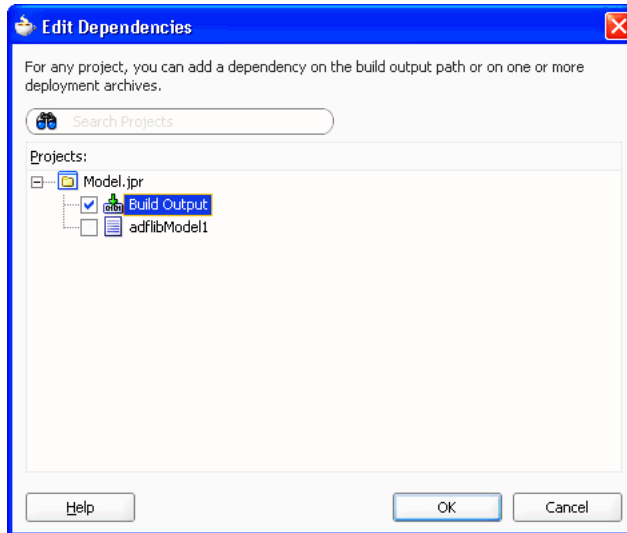 Edit Dependencies
For any project, you can add a dependency on the build output path or on one or more
deployment archives.
Search Projects
Projects:
Model.jpr
Build Output
adflibModel1
Help
OK
Cancel